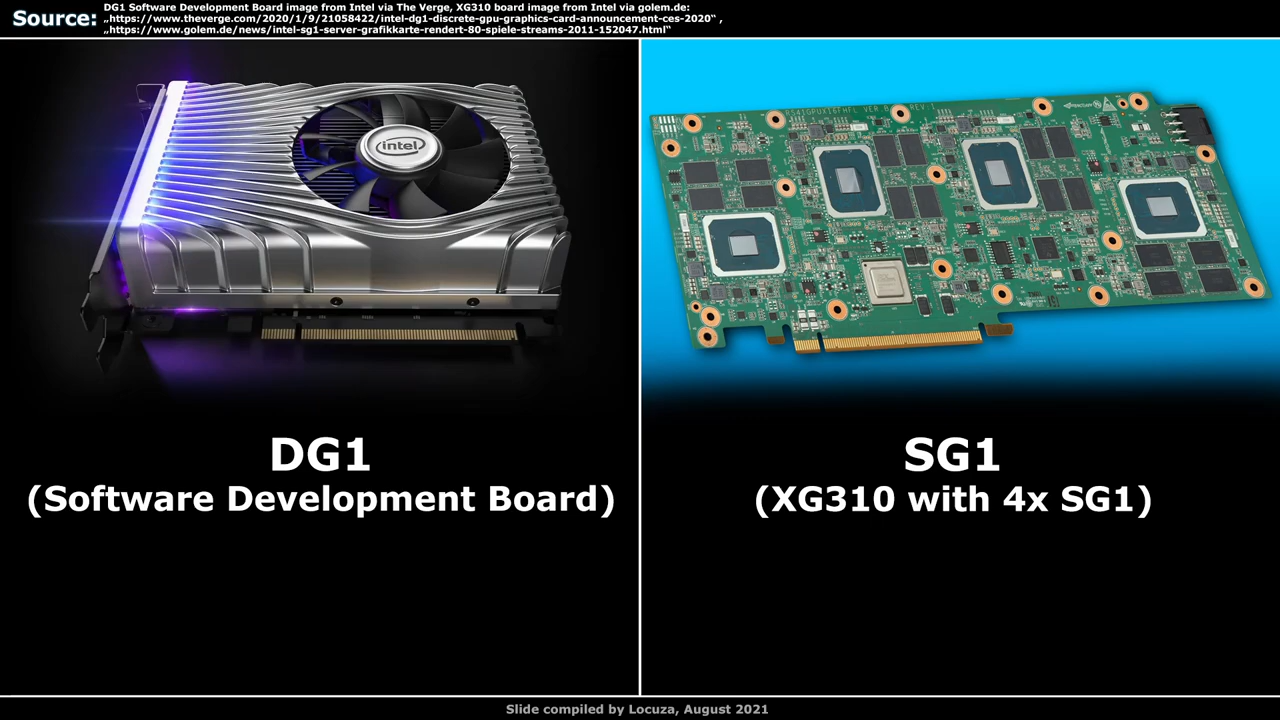 Source:
DG1 Software Development Board image from Intel via The Verge, XG310 board image from Intel via golem.de:
„https://www.theverge.com/2020/1/9/21058422/intel-dg1-discrete-gpu-graphics-card-announcement-ces-2020“ ,
„https://www.golem.de/news/intel-sg1-server-grafikkarte-rendert-80-spiele-streams-2011-152047.html“
intel
DG1
(Software Development Board)
SG1
(XG310 with 4x SG1)
Slide compiled by Locuza, August 2021